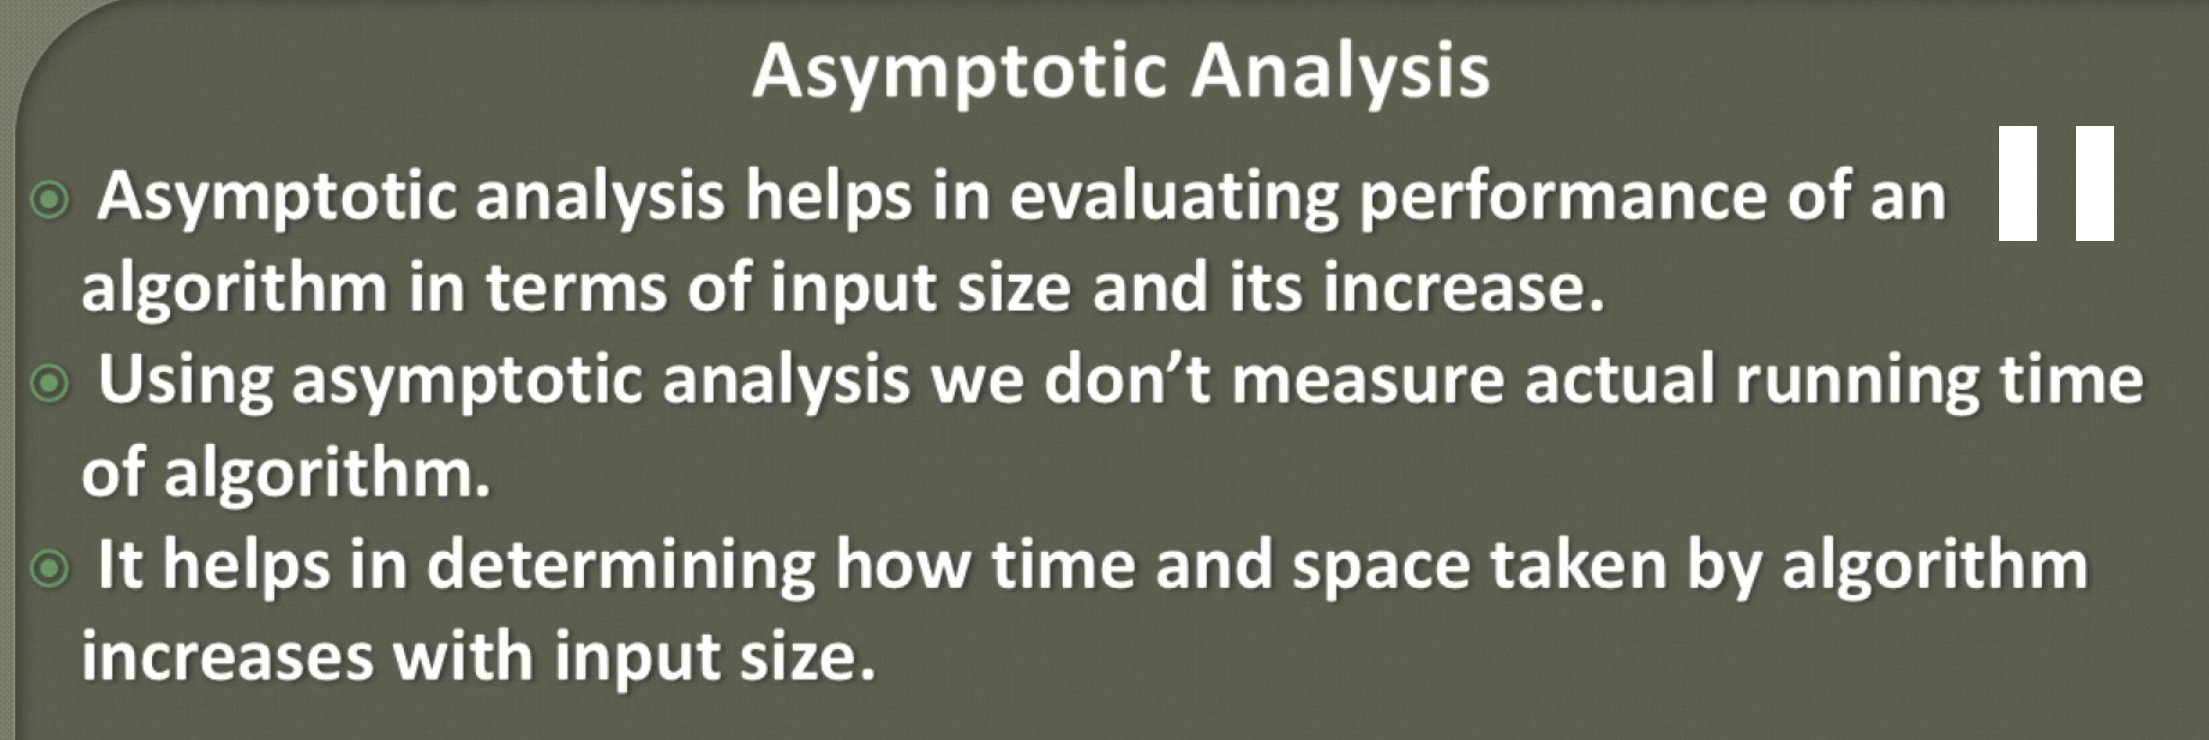 Asymptotic Analysis
Asymptotic analysis helps in evaluating performance of an
algorithm in terms of input size and its increase.
Using asymptotic analysis we don’t measure actual running time
of algorithm.
It helps in determining how time and space taken by algorithm
increases with input size.